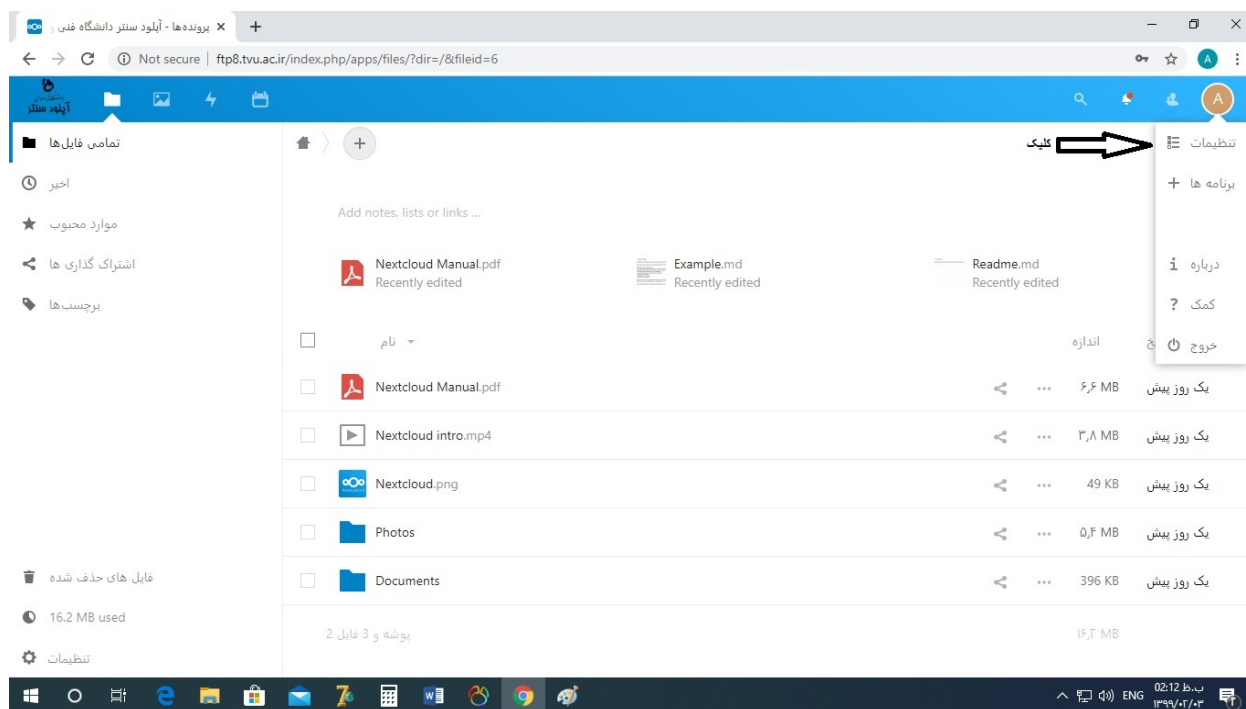 پرونده‌ها - آپلود سنتر دانشگاه فنی و
Not secure | ftp8.tvu.ac.ir/index.php/apps/files/?dir=/&fileid=6
A
آپلود سنتر
A
تمامی فایل‌ها
اخیر
موارد محبوب
اشتراک گذاری ها
برچسب‌ها
کلیک
تنظیمات
برنامه ها
درباره
کمک
خروج
Add notes, lists or links ...
Nextcloud Manual.pdf
Recently edited
Example.md
Recently edited
Readme.md
Recently edited
نام
اندازه
Nextcloud Manual.pdf ۶,۶ MB یک روز پیش
Nextcloud intro.mp4 ۳,۸ MB یک روز پیش
Nextcloud.png 49 KB یک روز پیش
Photos ۵,۴ MB یک روز پیش
Documents 396 KB یک روز پیش
پوشه و 3 فایل 2
۱۶,۲ MB
فایل های حذف شده
16.2 MB used
تنظیمات
ENG
02:12 ب.ظ
۱۳۹۹/۰۲/۰۳